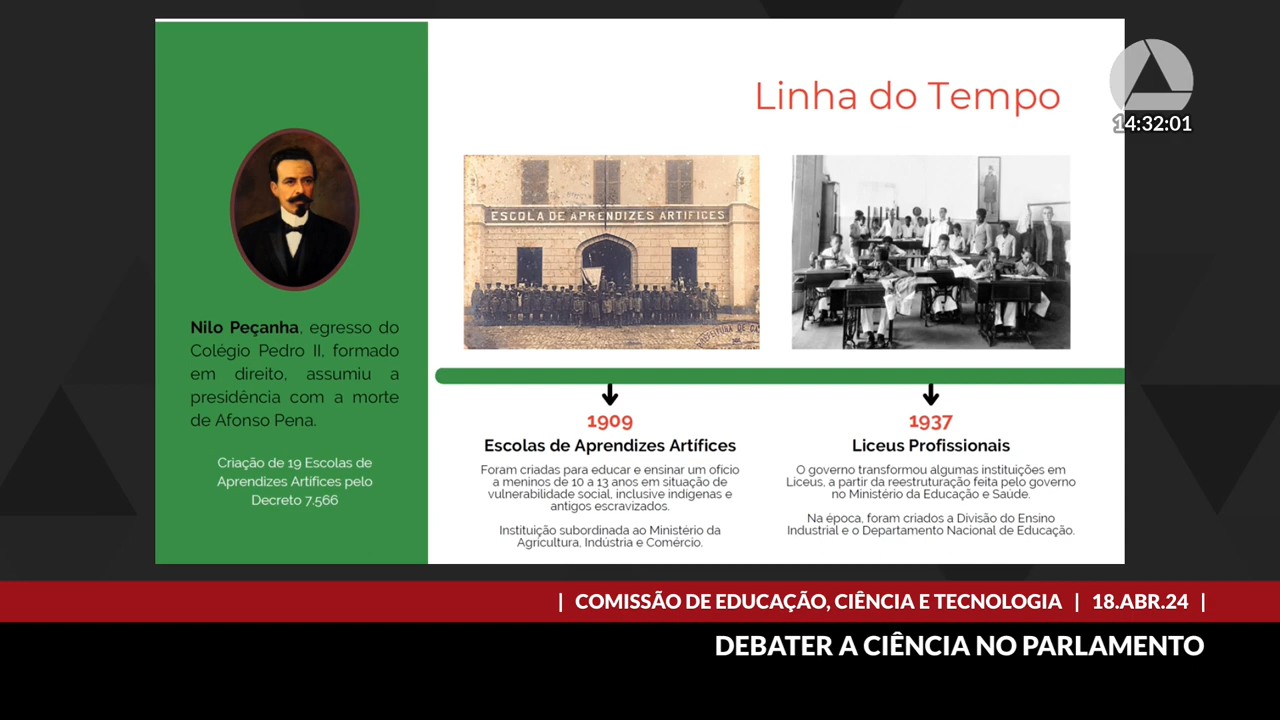 Linha do Tempo
14:32:01
ESCOLA DE APRENDIZES ARTIFICES
Nilo Peçanha, egresso do
Colégio Pedro II, formado
em direito, assumiu a
presidência com a morte
de Afonso Pena.
Criação de 19 Escolas de
Aprendizes Artífices pelo
Decreto 7.566
1909
Escolas de Aprendizes Artífices
Foram criadas para educar e ensinar um ofício
a meninos de 10 a 13 anos em situação de
vulnerabilidade social, inclusive indígenas e
antigos escravizados.
Instituição subordinada ao Ministério da
Agricultura, Indústria e Comércio.
1937
Liceus Profissionais
O governo transformou algumas instituições em
Liceus, a partir da reestruturação feita pelo governo
no Ministério da Educação e Saúde.
Na época, foram criados a Divisão do Ensino
Industrial e o Departamento Nacional de Educação.
| COMISSÃO DE EDUCAÇÃO, CIÊNCIA E TECNOLOGIA | 18.ABR.24 |
DEBATER A CIÊNCIA NO PARLAMENTO